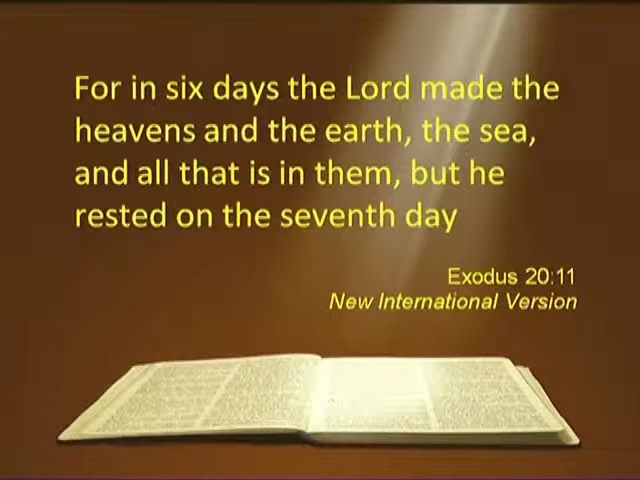 For in six days the Lord made the
heavens and the earth, the sea,
and all that is in them, but he
rested on the seventh day
Exodus 20:11
New International Version